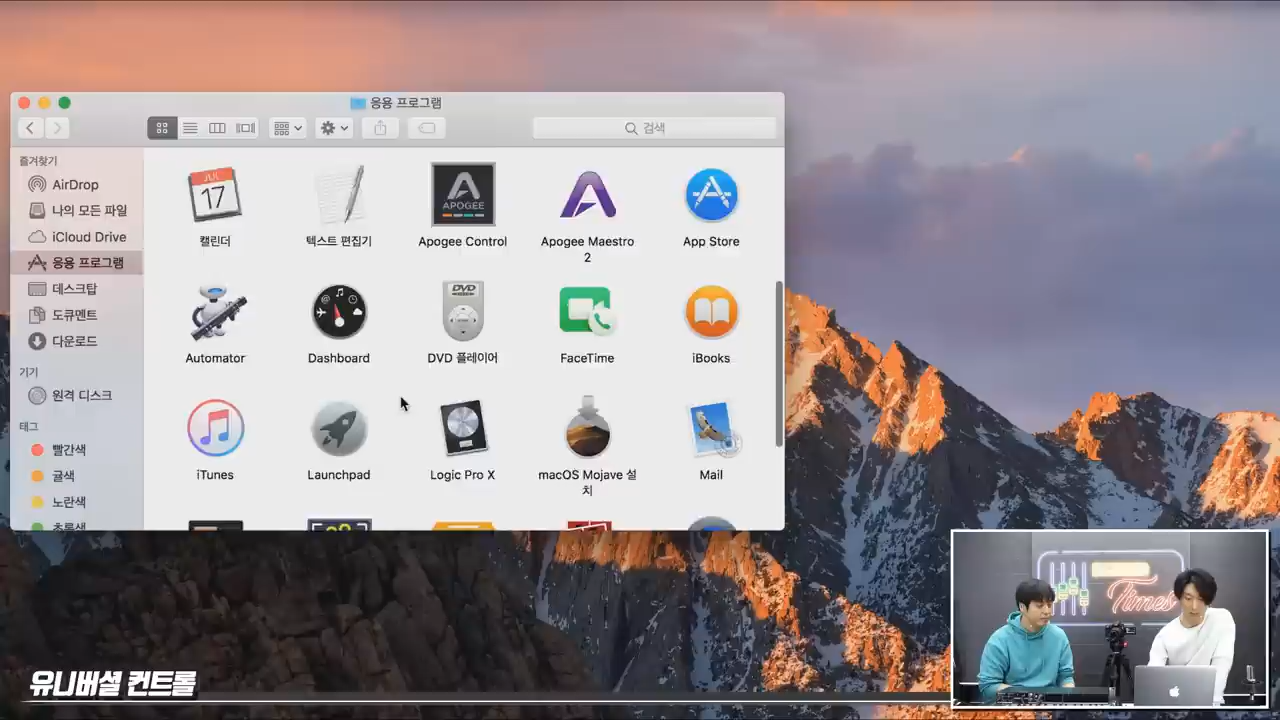 응용 프로그램
검색
즐겨찾기
AirDrop
나의 모든 파일
iCloud Drive
응용 프로그램
데스크탑
도큐멘트
다운로드
기기
원격 디스크
태그
빨간색
귤색
노란색
초록색
JUL
17
캘린더
텍스트 편집기
APOGEE
Apogee Control
Apogee Maestro
2
App Store
Automator
Dashboard
DVD
DVD 플레이어
FaceTime
iBooks
iTunes
Launchpad
Logic Pro X
macOS Mojave 설
치
Mail
Times
유니버셜 컨트롤